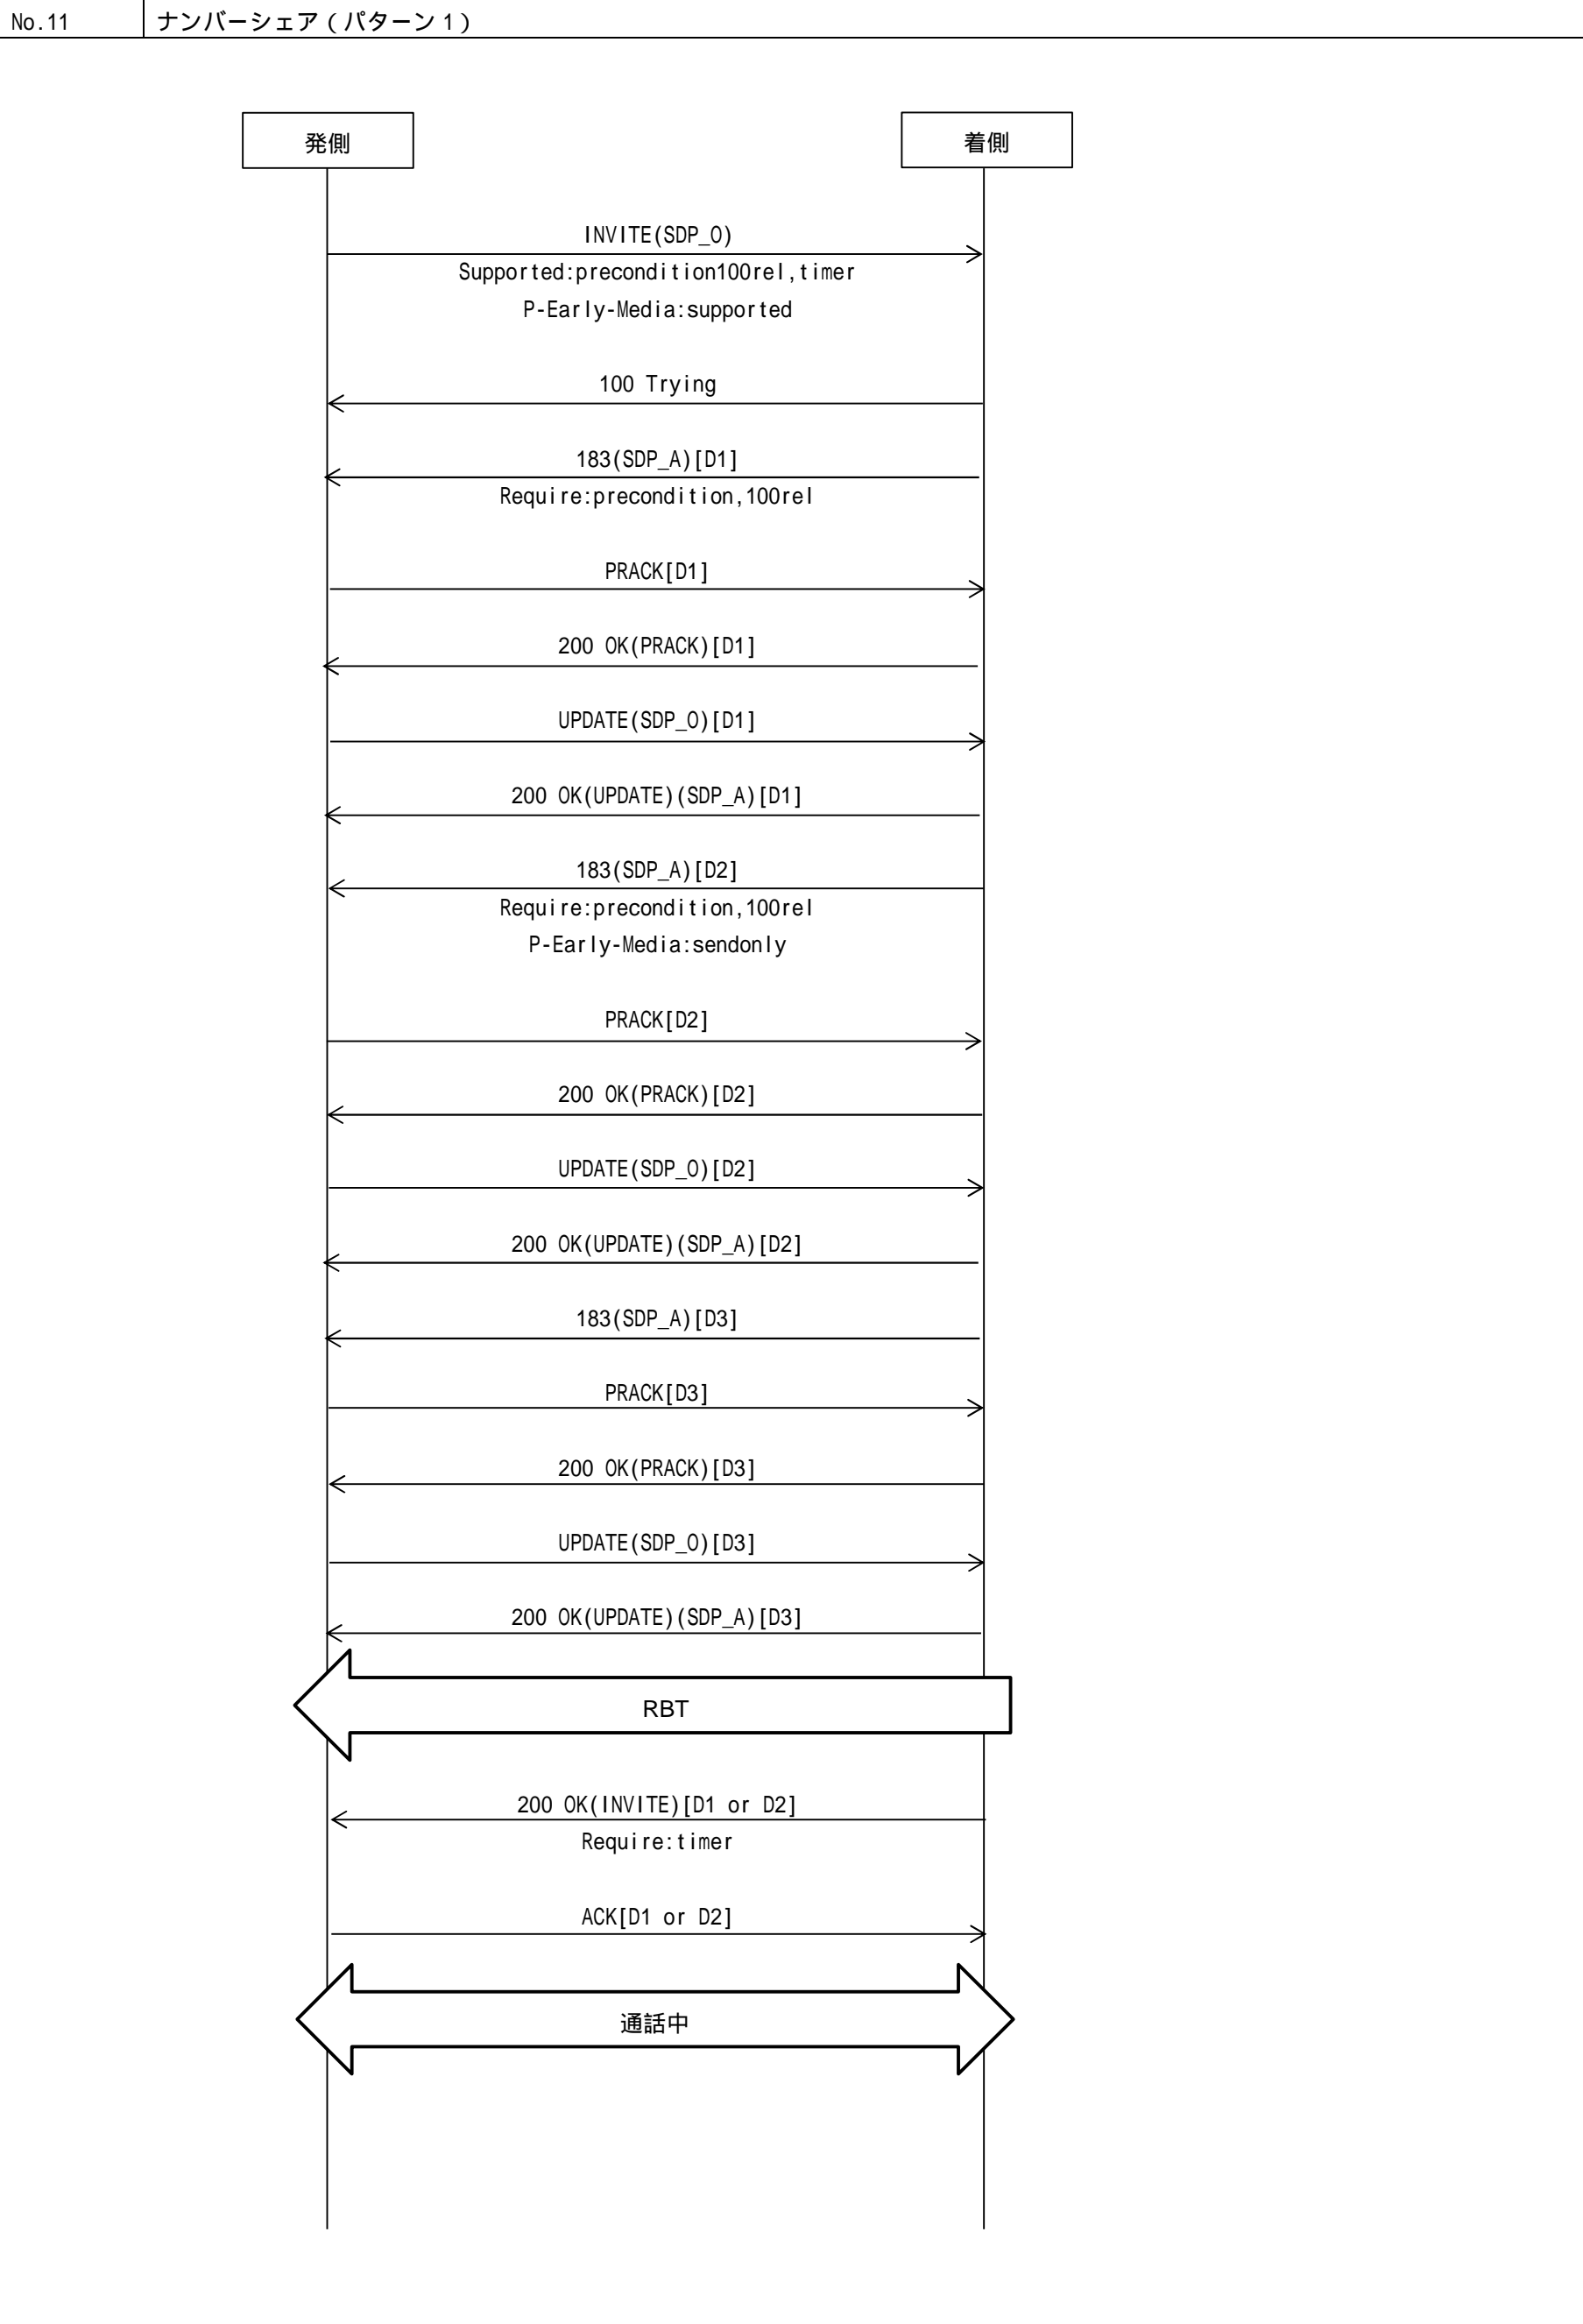 No.11 ナンバーシェア(パターン1)
発側 着側
INVITE(SDP_O)
Supported:precondition100rel,timer
P-Early-Media:supported
100 Trying
183(SDP_A)[D1]
Require:precondition,100rel
PRACK[D1]
200 OK(PRACK)[D1]
UPDATE(SDP_O)[D1]
200 OK(UPDATE)(SDP_A)[D1]
183(SDP_A)[D2]
Require:precondition,100rel
P-Early-Media:sendonly
PRACK[D2]
200 OK(PRACK)[D2]
UPDATE(SDP_O)[D2]
200 OK(UPDATE)(SDP_A)[D2]
183(SDP_A)[D3]
PRACK[D3]
200 OK(PRACK)[D3]
UPDATE(SDP_O)[D3]
200 OK(UPDATE)(SDP_A)[D3]
RBT
200 OK(INVITE)[D1 or D2]
Require:timer
ACK[D1 or D2]
通話中